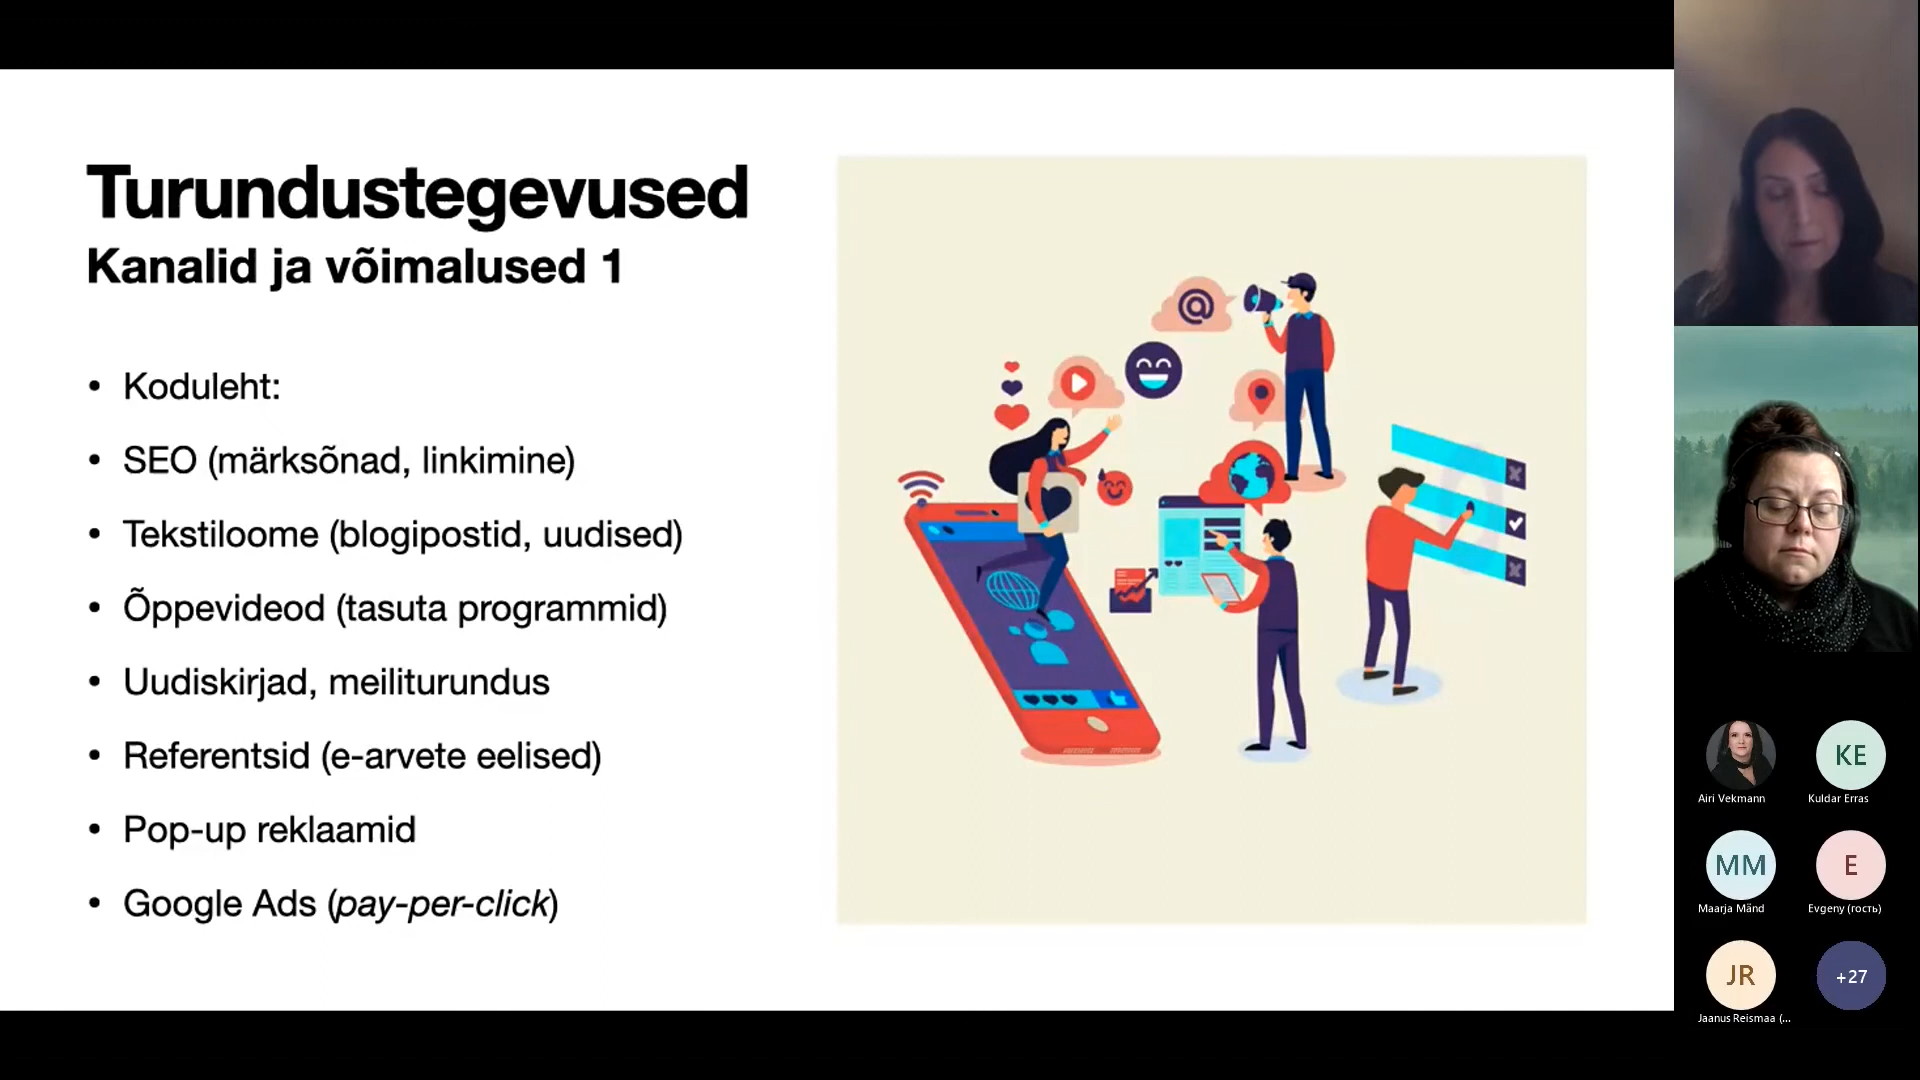 Turundustegevused
Kanalid ja võimalused 1
• Koduleht:
• SEO (märksõnad, linkimine)
• Tekstiloome (blogipostid, uudised)
• Õppevideod (tasuta programmid)
• Uudiskirjad, meiliturundus
• Referentsid (e-arvete eelised)
• Pop-up reklaamid
• Google Ads (pay-per-click)
@
Airi Vekmann
KE
Kuldar Erras
MM
Maarja Mänd
E
Evgeny (гость)
JR
Jaanus Reismaa (...
+27